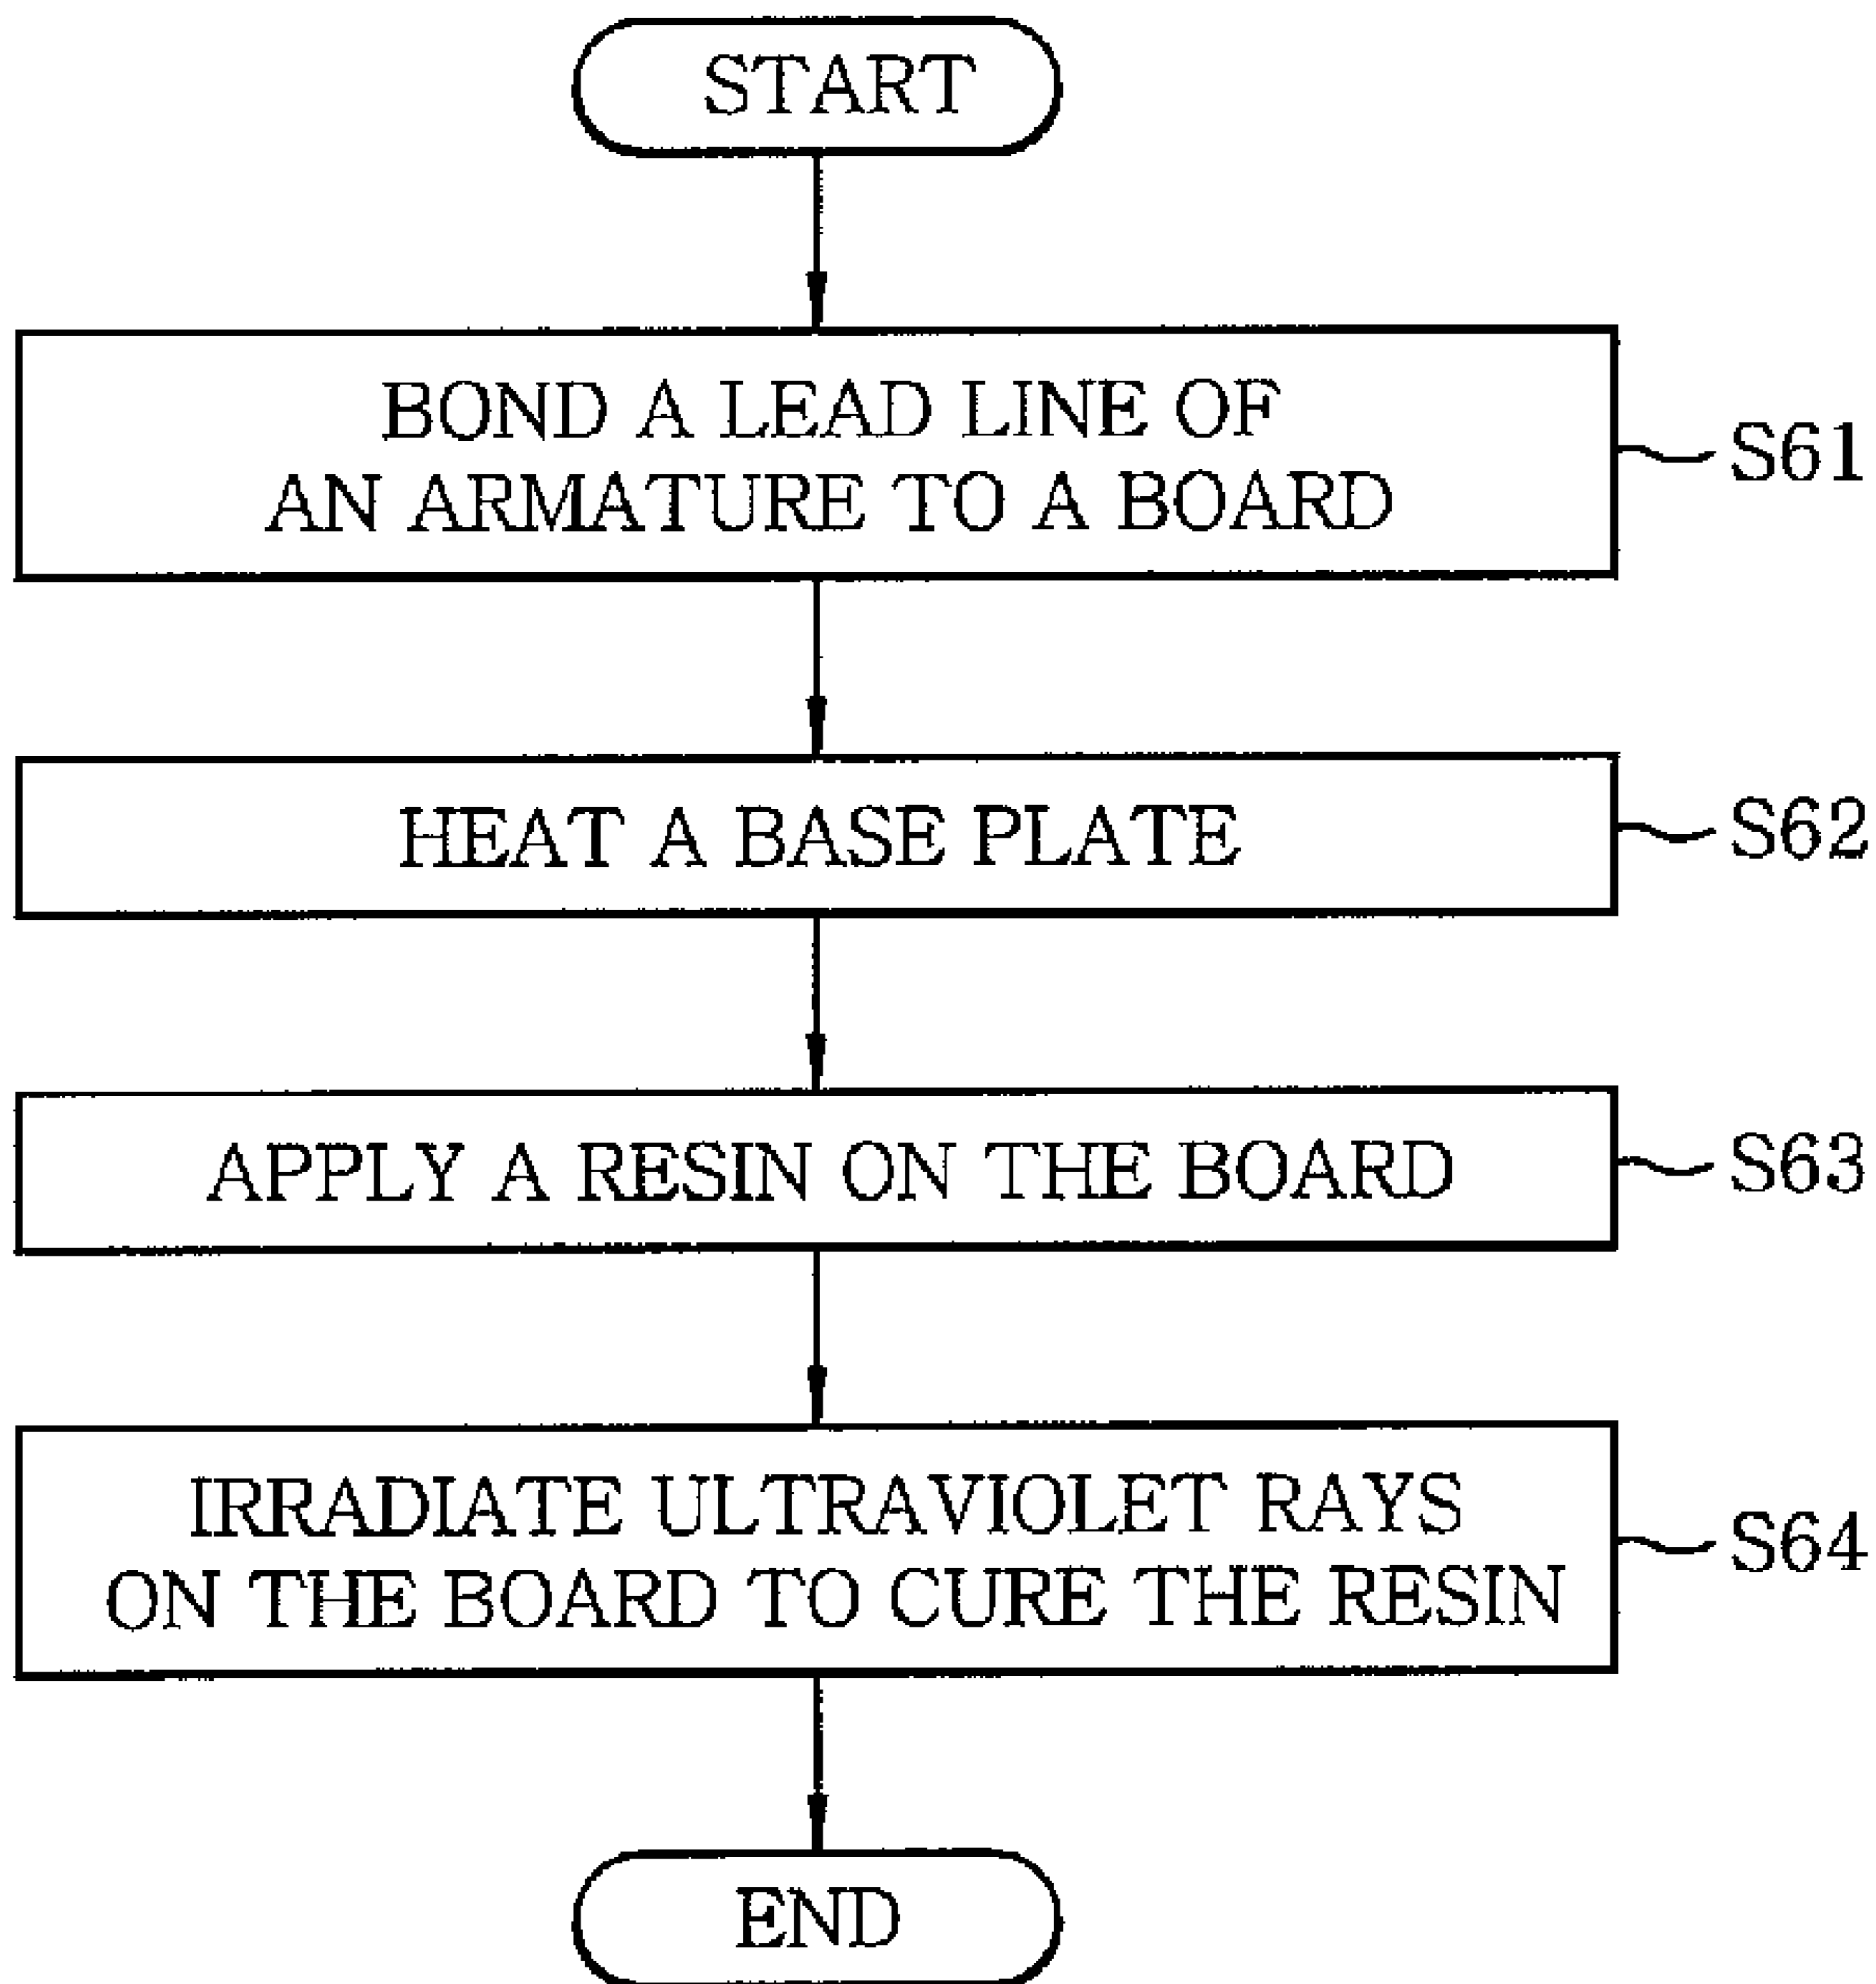 START
BOND A LEAD LINE OF
AN ARMATURE TO A BOARD
S61
HEAT A BASE PLATE
S62
APPLY A RESIN ON THE BOARD
S63
IRRADIATE ULTRAVIOLET RAYS
ON THE BOARD TO CURE THE RESIN
S64
END